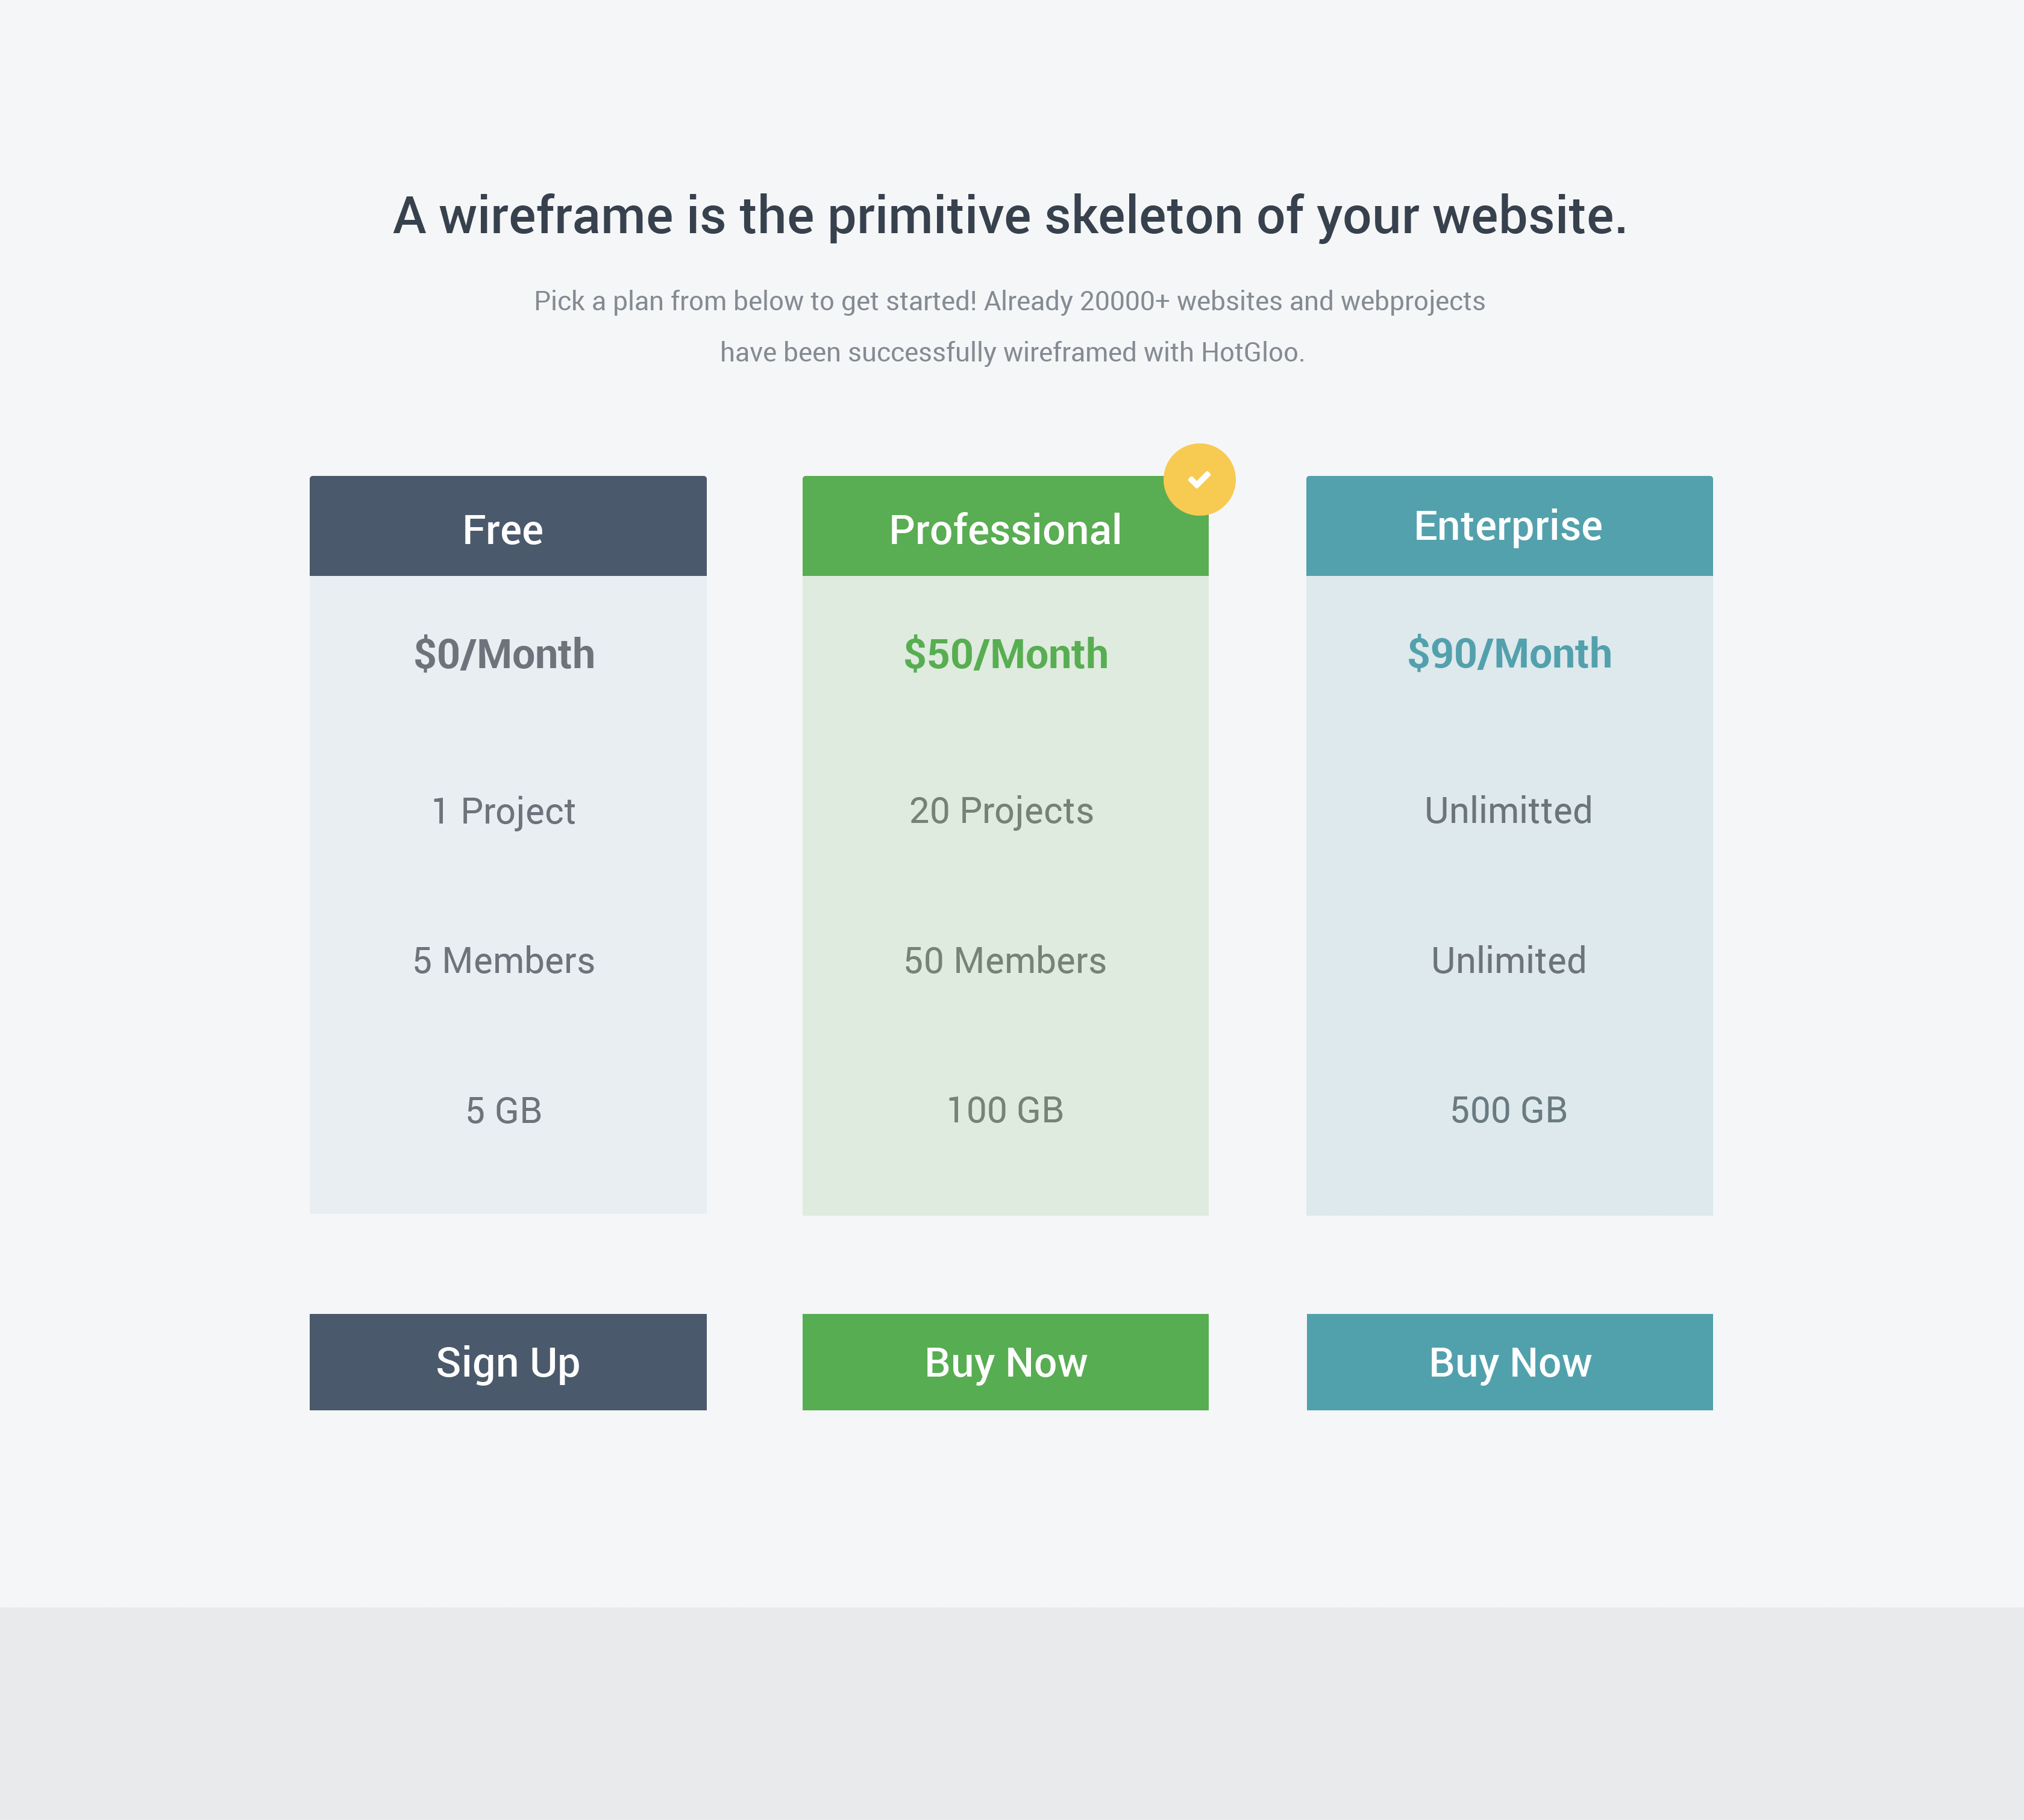 A wireframe is the primitive skeleton of your website.
Pick a plan from below to get started! Already 20000+ websites and webprojects
have been successfully wireframed with HotGloo.
Free
$0/Month
1 Project
5 Members
5 GB
Sign Up
Professional
$50/Month
20 Projects
50 Members
100 GB
Buy Now
Enterprise
$90/Month
Unlimitted
Unlimited
500 GB
Buy Now